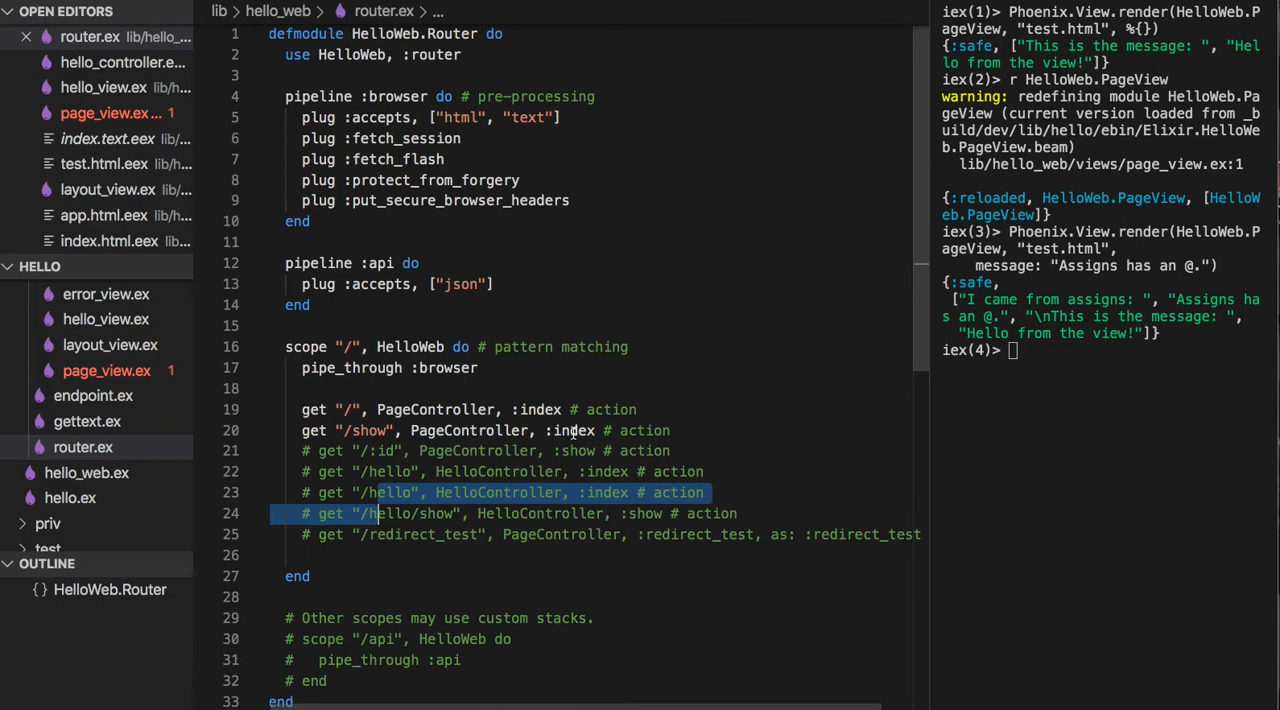 OPEN EDITORS
router.ex lib/hello_...
hello_controller.e...
hello_view.ex lib/h...
page_view.ex... 1
index.text.eex lib/...
test.html.eex lib/...
layout_view.ex lib/...
app.html.eex lib/h...
index.html.eex lib...
HELLO
error_view.ex
hello_view.ex
layout_view.ex
page_view.ex 1
endpoint.ex
gettext.ex
router.ex
hello_web.ex
hello.ex
priv
test
OUTLINE
{} HelloWeb.Router
lib > hello_web > router.ex > ...
1 defmodule HelloWeb.Router do
2 use HelloWeb, :router
3
4 pipeline :browser do # pre-processing
5 plug :accepts, ["html", "text"]
6 plug :fetch_session
7 plug :fetch_flash
8 plug :protect_from_forgery
9 plug :put_secure_browser_headers
10 end
11
12 pipeline :api do
13 plug :accepts, ["json"]
14 end
15
16 scope "/", HelloWeb do # pattern matching
17 pipe_through :browser
18
19 get "/", PageController, :index # action
20 get "/show", PageController, :index # action
21 # get "/:id", PageController, :show # action
22 # get "/hello", HelloController, :index # action
23 # get "/hello", HelloController, :index # action
24 # get "/hello/show", HelloController, :show # action
25 # get "/redirect_test", PageController, :redirect_test, as: :redirect_test
26
27 end
28
29 # Other scopes may use custom stacks.
30 # scope "/api", HelloWeb do
31 # pipe_through :api
32 # end
33 end
iex(1)> Phoenix.View.render(HelloWeb.P
ageView, "test.html", %{})
{:safe, ["This is the message: ", "Hel
lo from the view!"]}
iex(2)> r HelloWeb.PageView
warning: redefining module HelloWeb.Pa
geView (current version loaded from _b
uild/dev/lib/hello/ebin/Elixir.HelloWe
b.PageView.beam)
lib/hello_web/views/page_view.ex:1
{:reloaded, HelloWeb.PageView, [HelloW
eb.PageView]}
iex(3)> Phoenix.View.render(HelloWeb.P
ageView, "test.html",
message: "Assigns has an @.")
{:safe,
["I came from assigns: ", "Assigns ha
s an @.", "\nThis is the message: ",
"Hello from the view!"]}
iex(4)>